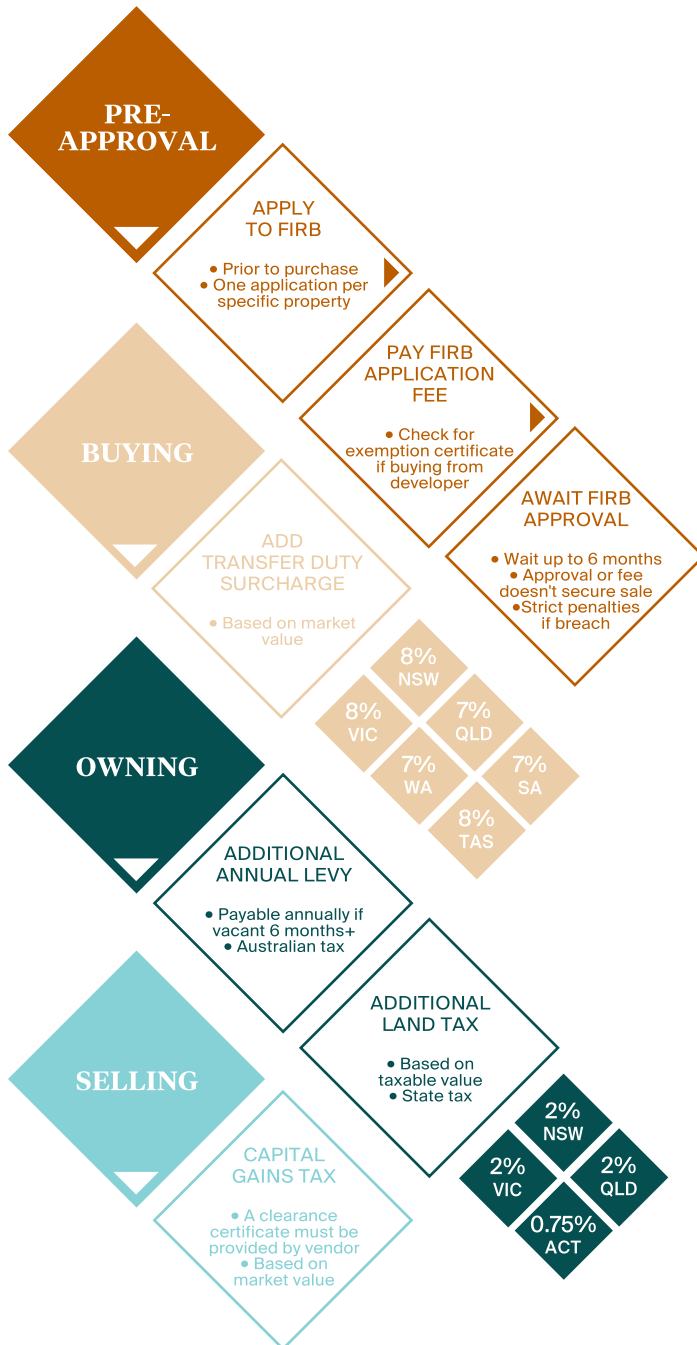 PRE-
APPROVAL
APPLY
TO FIRB
● Prior to purchase
● One application per
specific property
PAY FIRB
APPLICATION
FEE
● Check for
exemption certificate
if buying from
developer
AWAIT FIRB
APPROVAL
● Wait up to 6 months
● Approval or fee
doesn't secure sale
●Strict penalties
if breach
BUYING
ADD
TRANSFER DUTY
SURCHARGE
● Based on market
value
8%
NSW
8%
VIC
7%
QLD
7%
WA
7%
SA
8%
TAS
OWNING
ADDITIONAL
ANNUAL LEVY
● Payable annually if
vacant 6 months+
● Australian tax
ADDITIONAL
LAND TAX
● Based on
taxable value
● State tax
2%
NSW
2%
VIC
2%
QLD
0.75%
ACT
SELLING
CAPITAL
GAINS TAX
● A clearance
certificate must be
provided by vendor
● Based on
market value